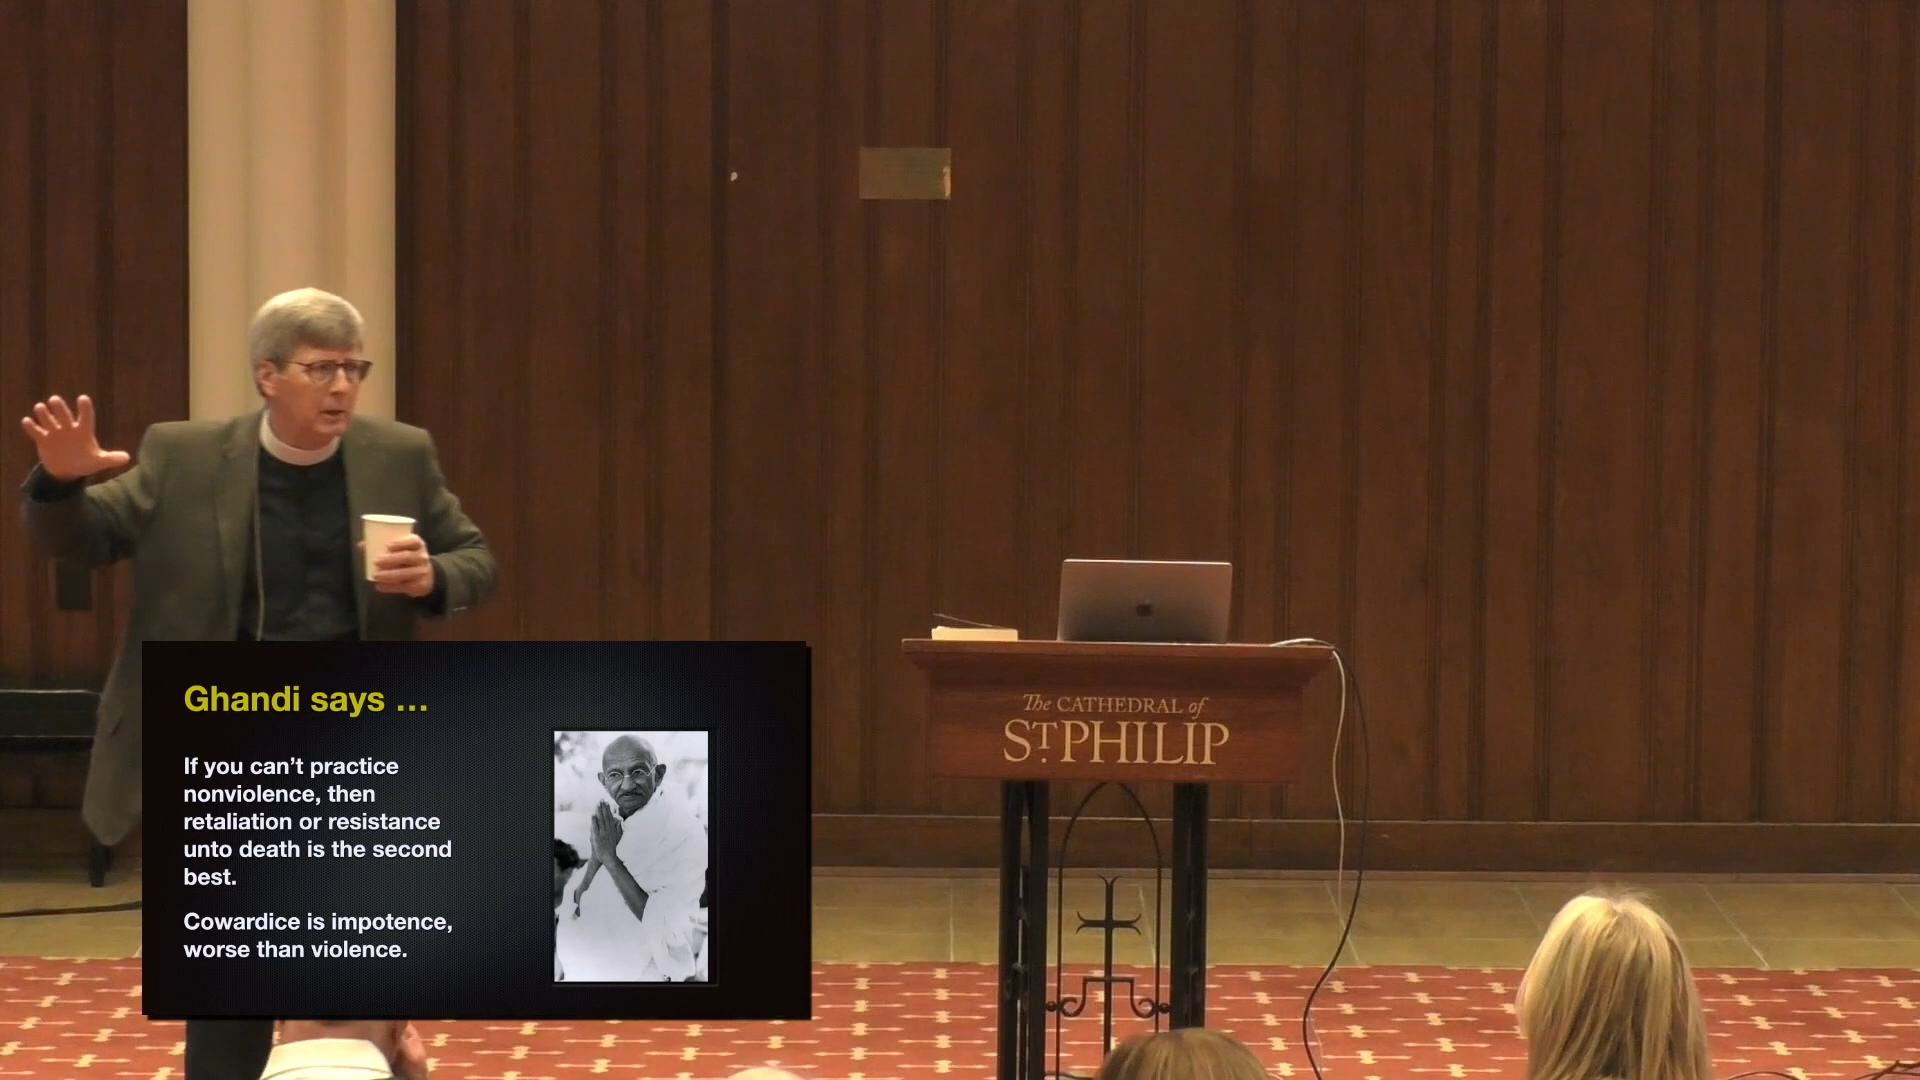 Ghandi says …
If you can’t practice
nonviolence, then
retaliation or resistance
unto death is the second
best.
Cowardice is impotence,
worse than violence.
The CATHEDRAL of
ST. PHILIP